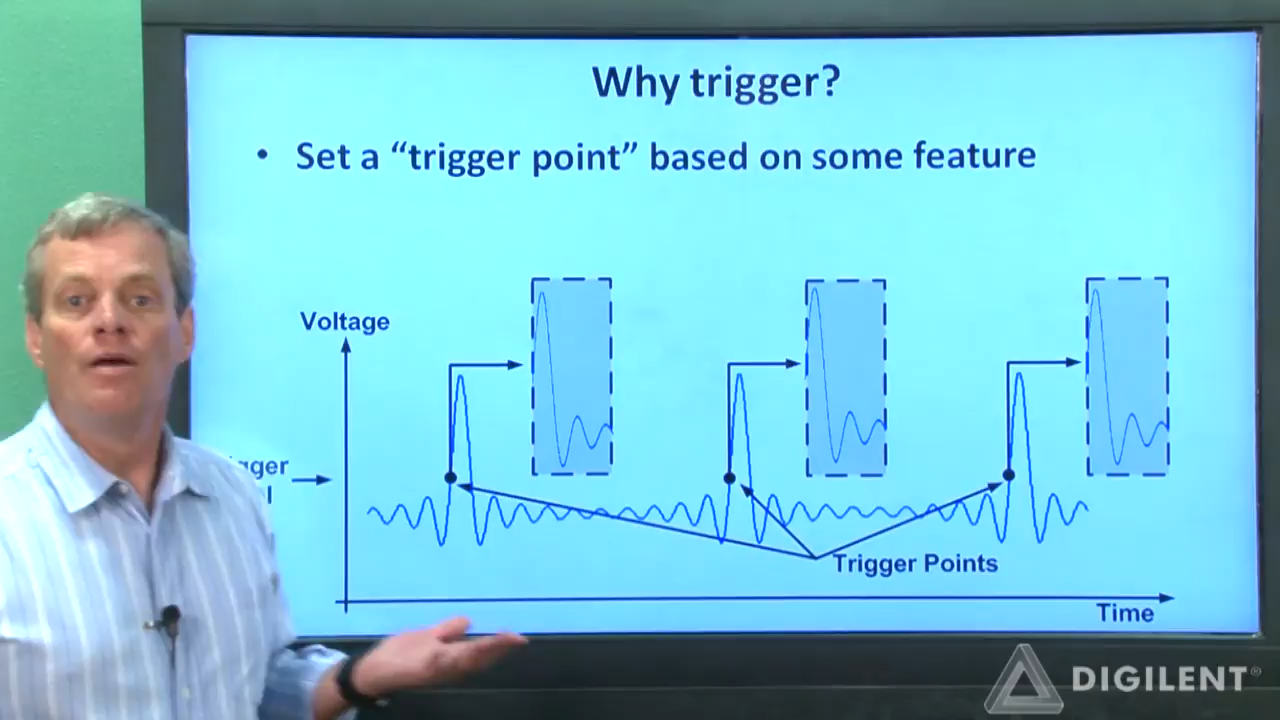 Why trigger?
• Set a “trigger point” based on some feature
Voltage
Trigger Points
Time
DIGILENT®